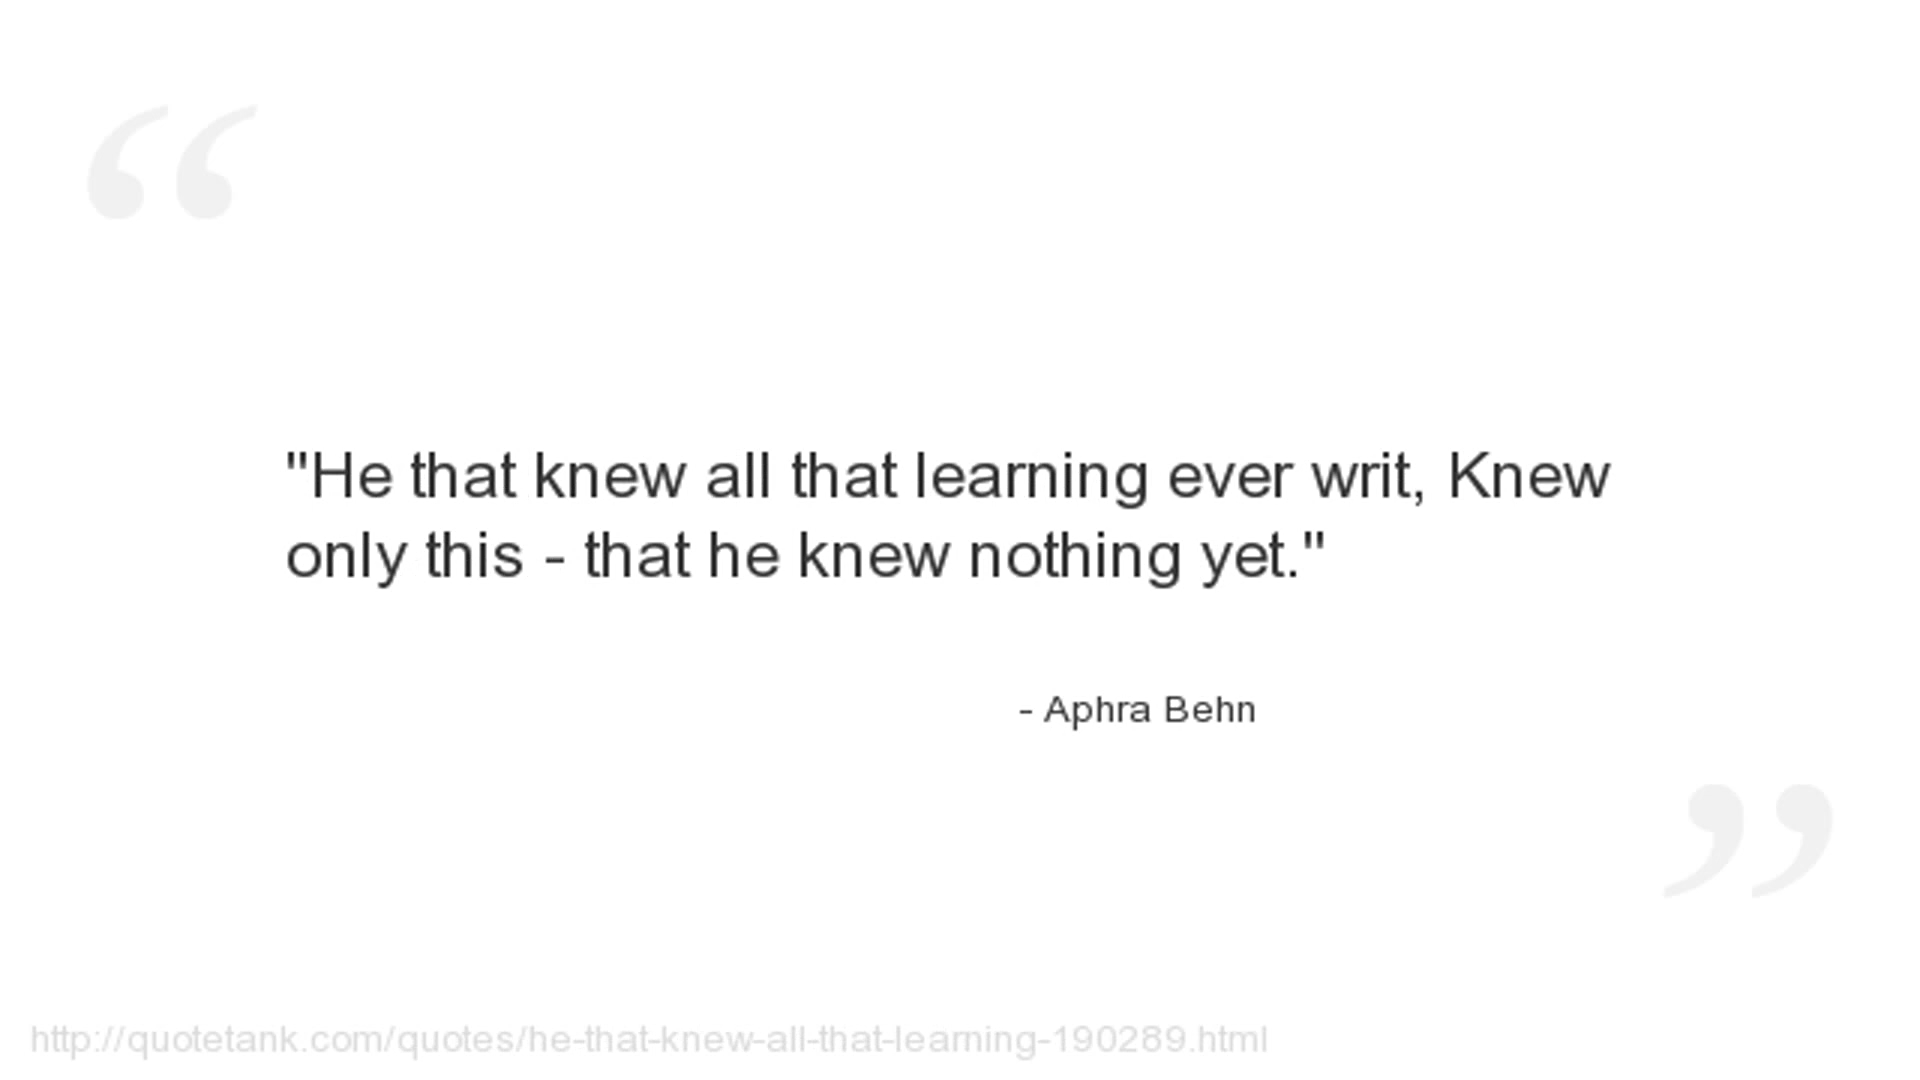 "He that knew all that learning ever writ, Knew
only this - that he knew nothing yet."
- Aphra Behn
http://quotetank.com/quotes/he-that-knew-all-that-learning-190289.html